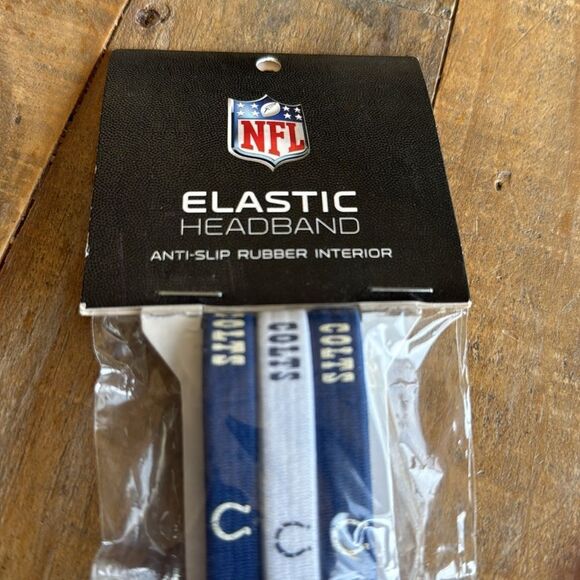 NFL
ELASTIC
HEADBAND
ANTI-SLIP RUBBER INTERIOR
COLTS
COLTS
COLTS